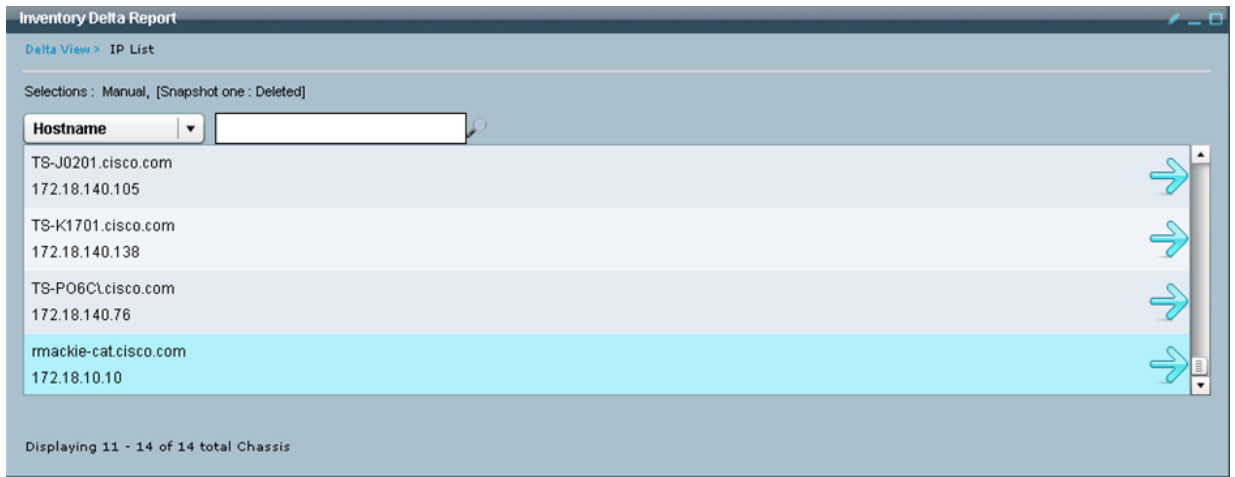 Inventory Delta Report
Delta View > IP List
Selections : Manual, [Snapshot one : Deleted]
Hostname
TS-J0201.cisco.com
172.18.140.105
TS-K1701.cisco.com
172.18.140.138
TS-PO6C\.cisco.com
172.18.140.76
rmackie-cat.cisco.com
172.18.10.10
Displaying 11 - 14 of 14 total Chassis